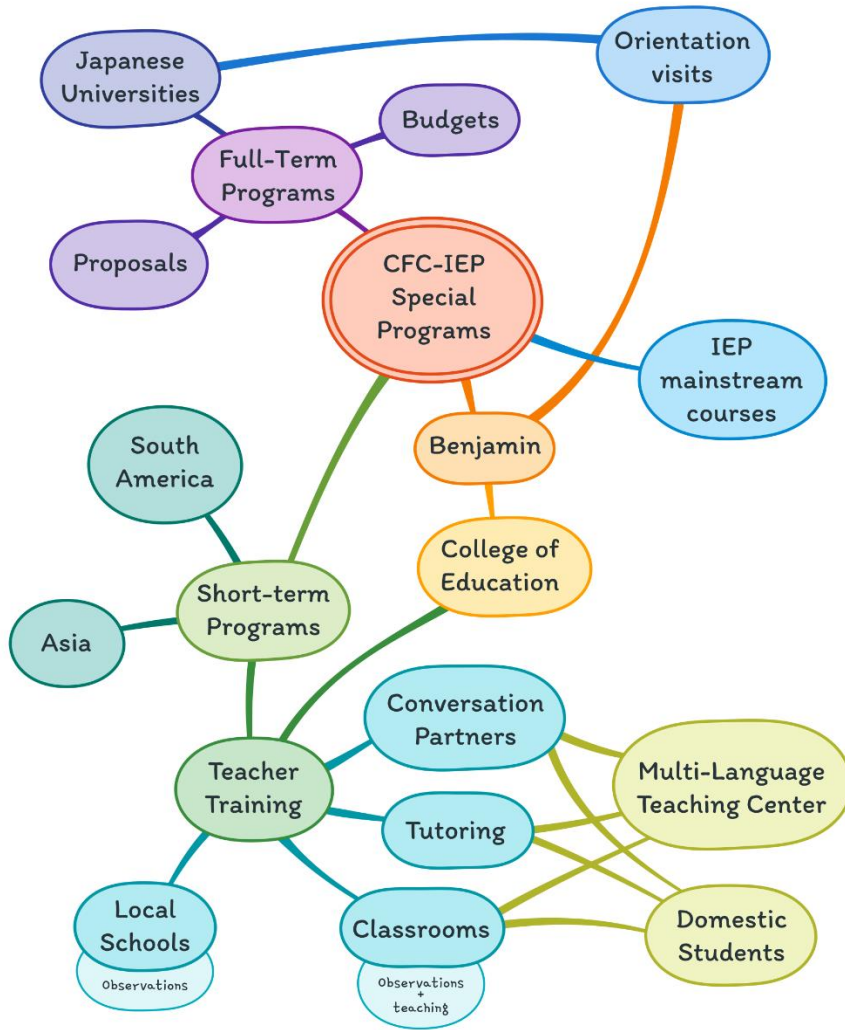 Japanese
Universities
Orientation
visits
Budgets
Full-Term
Programs
Proposals
CFC-IEP
Special
Programs
IEP
mainstream
courses
South
America
Benjamin
College of
Education
Short-term
Programs
Asia
Conversation
Partners
Teacher
Training
Multi-Language
Teaching Center
Tutoring
Local
Schools
Observations
Classrooms
Observations
+
teaching
Domestic
Students